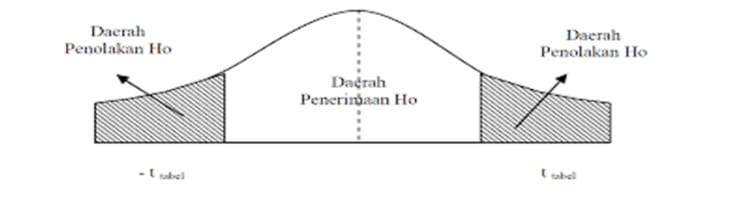 Daerah
Penolakan Ho
Daerah
Penolakan Ho
Daerah
Penerimaan Ho
- t tabel
t tabel